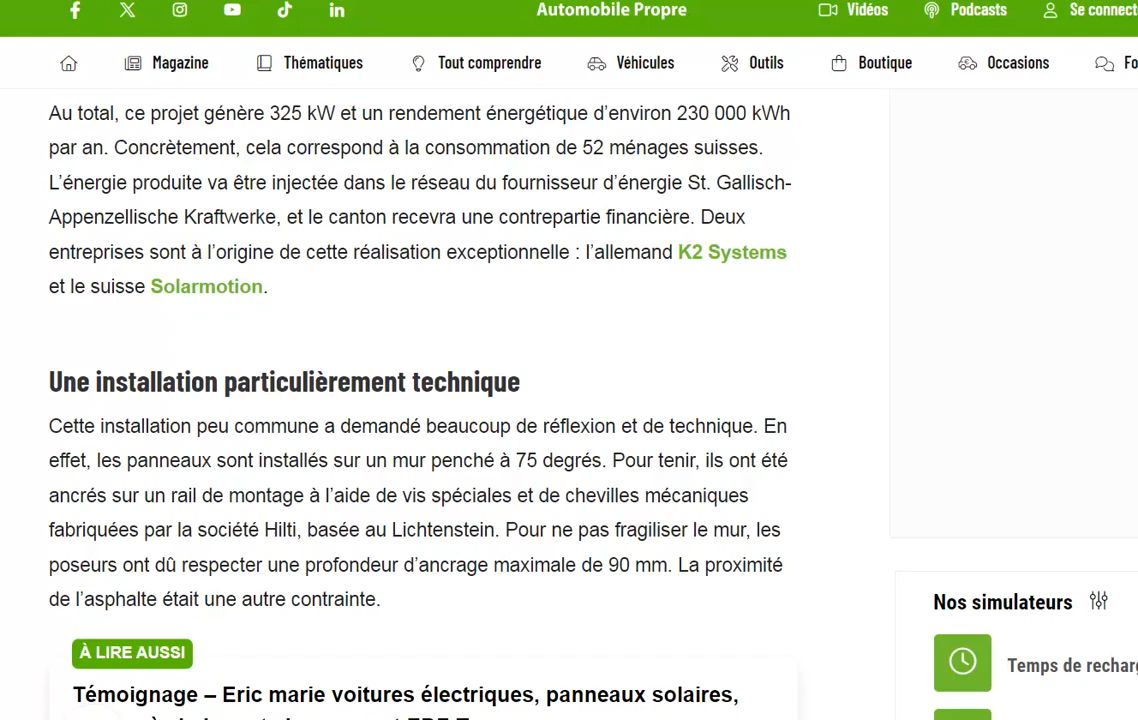 Automobile Propre
Vidéos
Podcasts
Se connect
Magazine
Thématiques
Tout comprendre
Véhicules
Outils
Boutique
Occasions
Fo
Au total, ce projet génère 325 kW et un rendement énergétique d’environ 230 000 kWh
par an. Concrètement, cela correspond à la consommation de 52 ménages suisses.
L’énergie produite va être injectée dans le réseau du fournisseur d’énergie St. Gallisch-
Appenzellische Kraftwerke, et le canton recevra une contrepartie financière. Deux
entreprises sont à l’origine de cette réalisation exceptionnelle : l’allemand K2 Systems
et le suisse Solarmotion.
Une installation particulièrement technique
Cette installation peu commune a demandé beaucoup de réflexion et de technique. En
effet, les panneaux sont installés sur un mur penché à 75 degrés. Pour tenir, ils ont été
ancrés sur un rail de montage à l’aide de vis spéciales et de chevilles mécaniques
fabriquées par la société Hilti, basée au Lichtenstein. Pour ne pas fragiliser le mur, les
poseurs ont dû respecter une profondeur d’ancrage maximale de 90 mm. La proximité
de l’asphalte était une autre contrainte.
À LIRE AUSSI
Témoignage – Eric marie voitures électriques, panneaux solaires,
Nos simulateurs
Temps de recharg